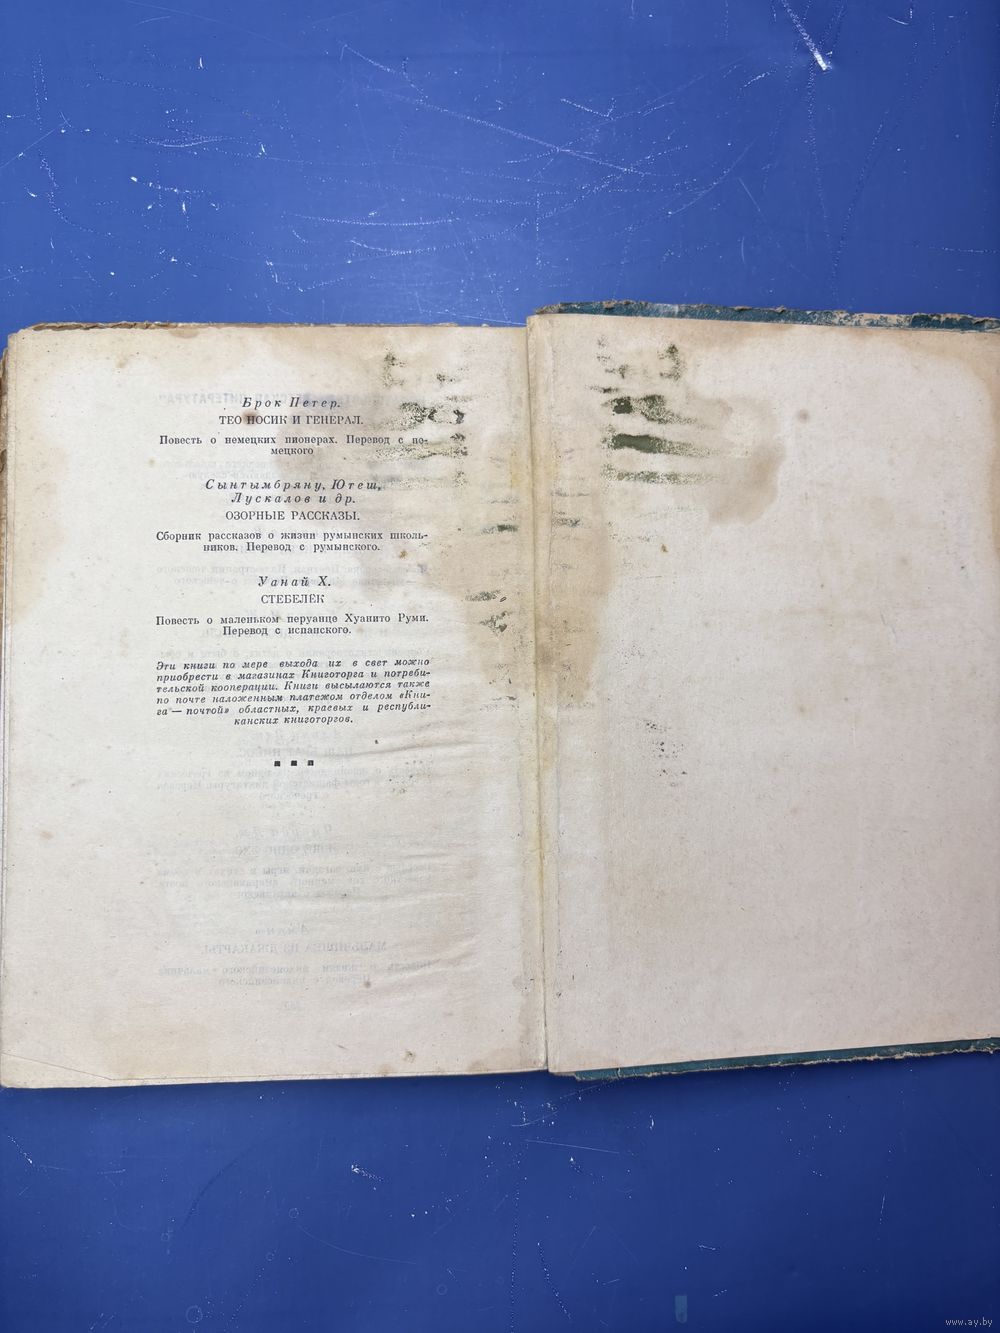 Брок Петер.
ТЕО НОСИК И ГЕНЕРАЛ.
Повесть о немецких пионерах. Перевод с не-
мецкого
Сынтымбряну, Ютеш,
Лускалов и др.
ОЗОРНЫЕ РАССКАЗЫ.
Сборник рассказов о жизни румынских школь-
ников. Перевод с румынского.
Уанай Х.
СТЕБЕЛЕК
Повесть о маленьком перуанце Хуанито Руми.
Перевод с испанского.
Эти книги по мере выхода их в свет можно
приобрести в магазинах Книготорга и потреби-
тельской кооперации. Книги высылаются также
по почте наложенным платежом отделом «Кни-
га — почтой» областных, краевых и республи-
канских книготоргов.
www.ay.by